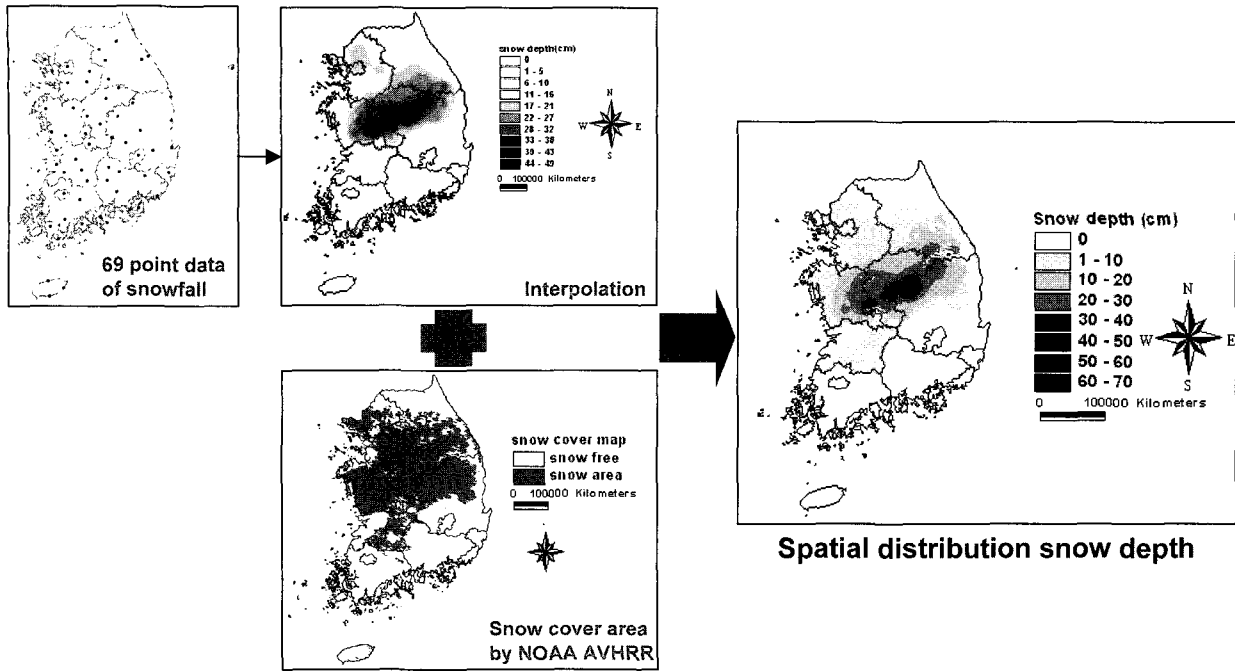 69 point data
of snowfall
snow depth(cm)
0
1 - 5
6 - 10
11 - 16
17 - 21
22 - 27
28 - 32
33 - 38
39 - 43
44 - 49
0 100000 Kilometers
N
W E
S
Interpolation
snow cover map
snow free
snow area
0 100000 Kilometers
Snow cover area
by NOAA AVHRR
Snow depth (cm)
0
1 - 10
10 - 20
20 - 30
30 - 40
40 - 50
50 - 60
60 - 70
0 100000 Kilometers
N
W E
S
Spatial distribution snow depth